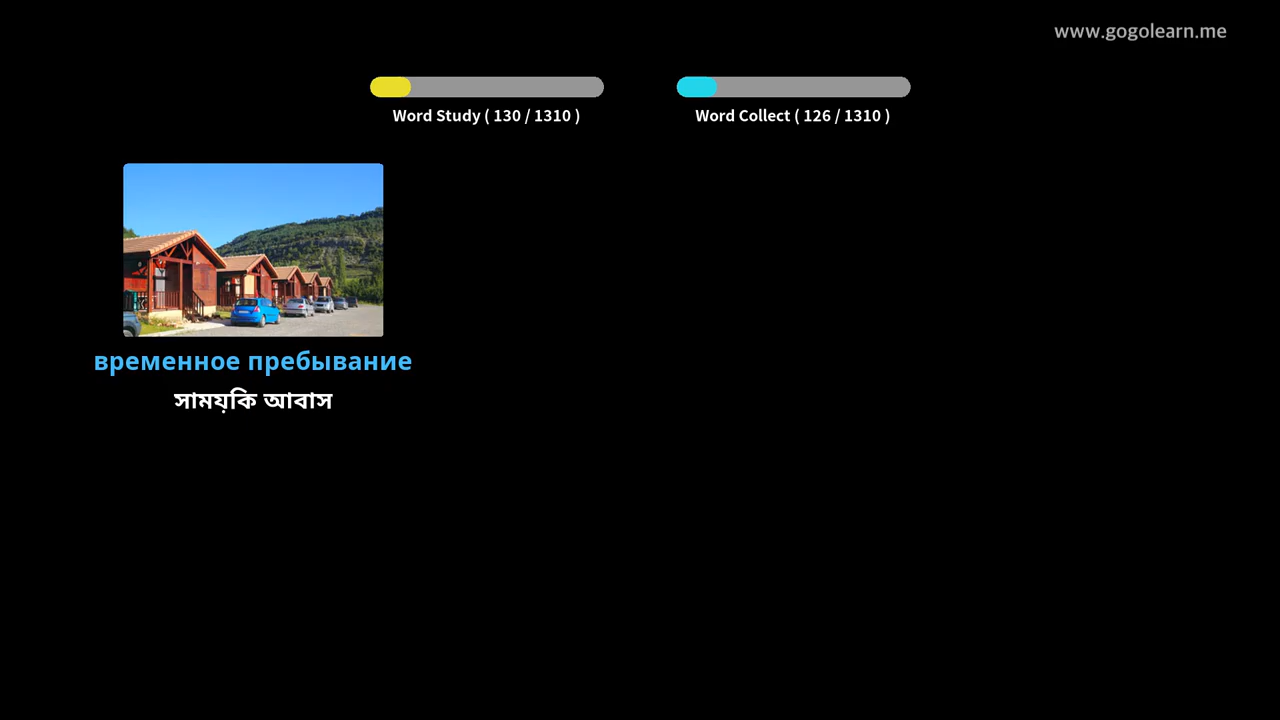 www.gogolearn.me
Word Study ( 130 / 1310 )
Word Collect ( 126 / 1310 )
временное пребывание
সাময়কি আবাস